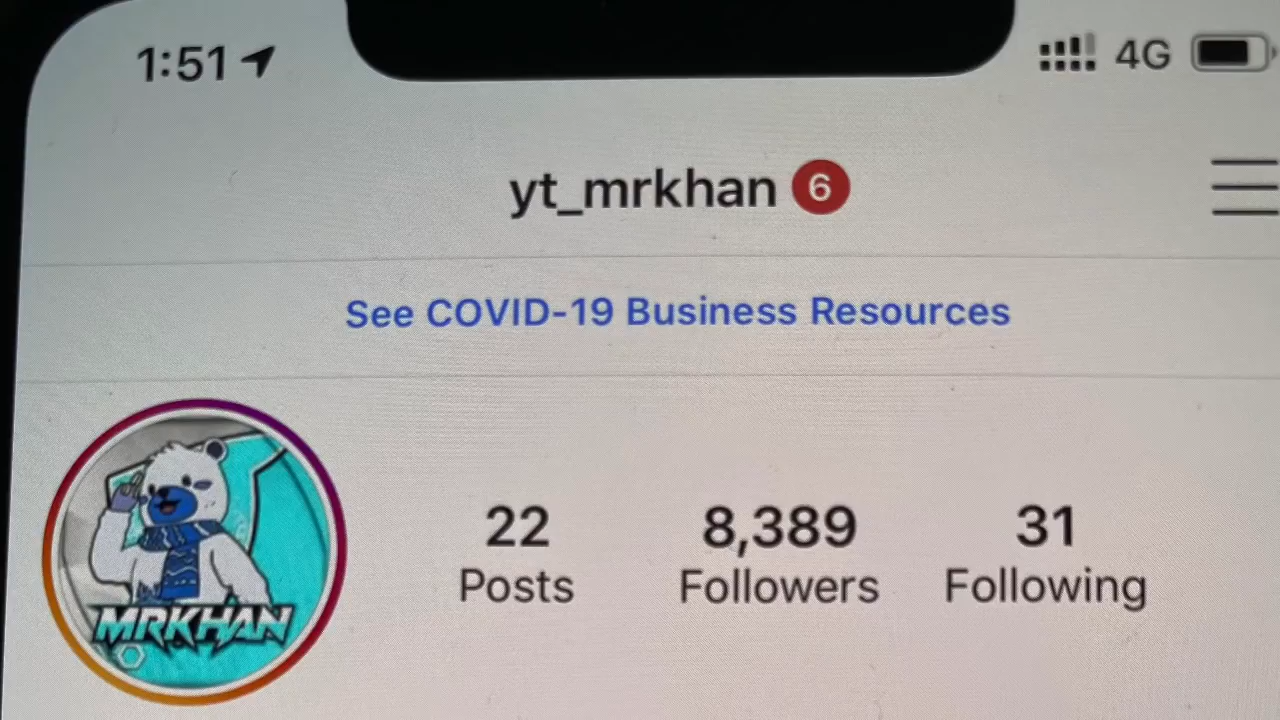 1:51 4G
yt_mrkhan 6
See COVID-19 Business Resources
22 8,389 31
Posts Followers Following
MRKHAN